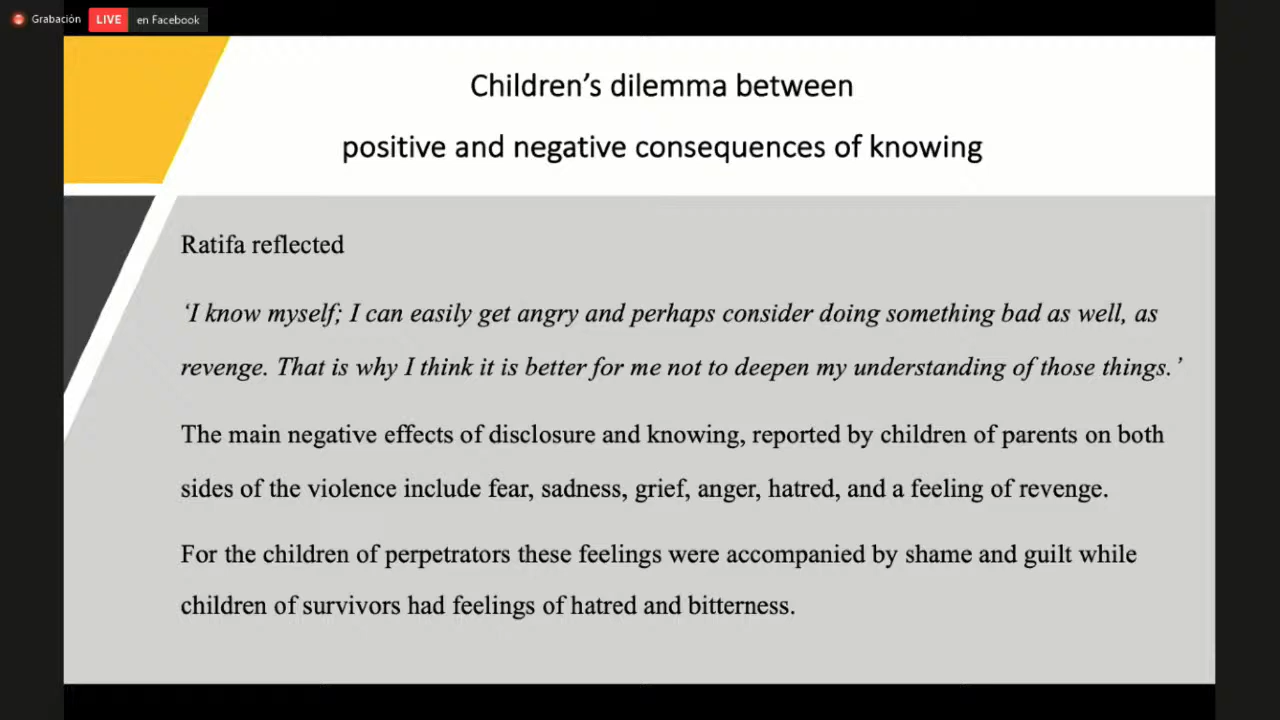 Grabación LIVE en Facebook
Children’s dilemma between
positive and negative consequences of knowing
Ratifa reflected
‘I know myself; I can easily get angry and perhaps consider doing something bad as well, as
revenge. That is why I think it is better for me not to deepen my understanding of those things.’
The main negative effects of disclosure and knowing, reported by children of parents on both
sides of the violence include fear, sadness, grief, anger, hatred, and a feeling of revenge.
For the children of perpetrators these feelings were accompanied by shame and guilt while
children of survivors had feelings of hatred and bitterness.